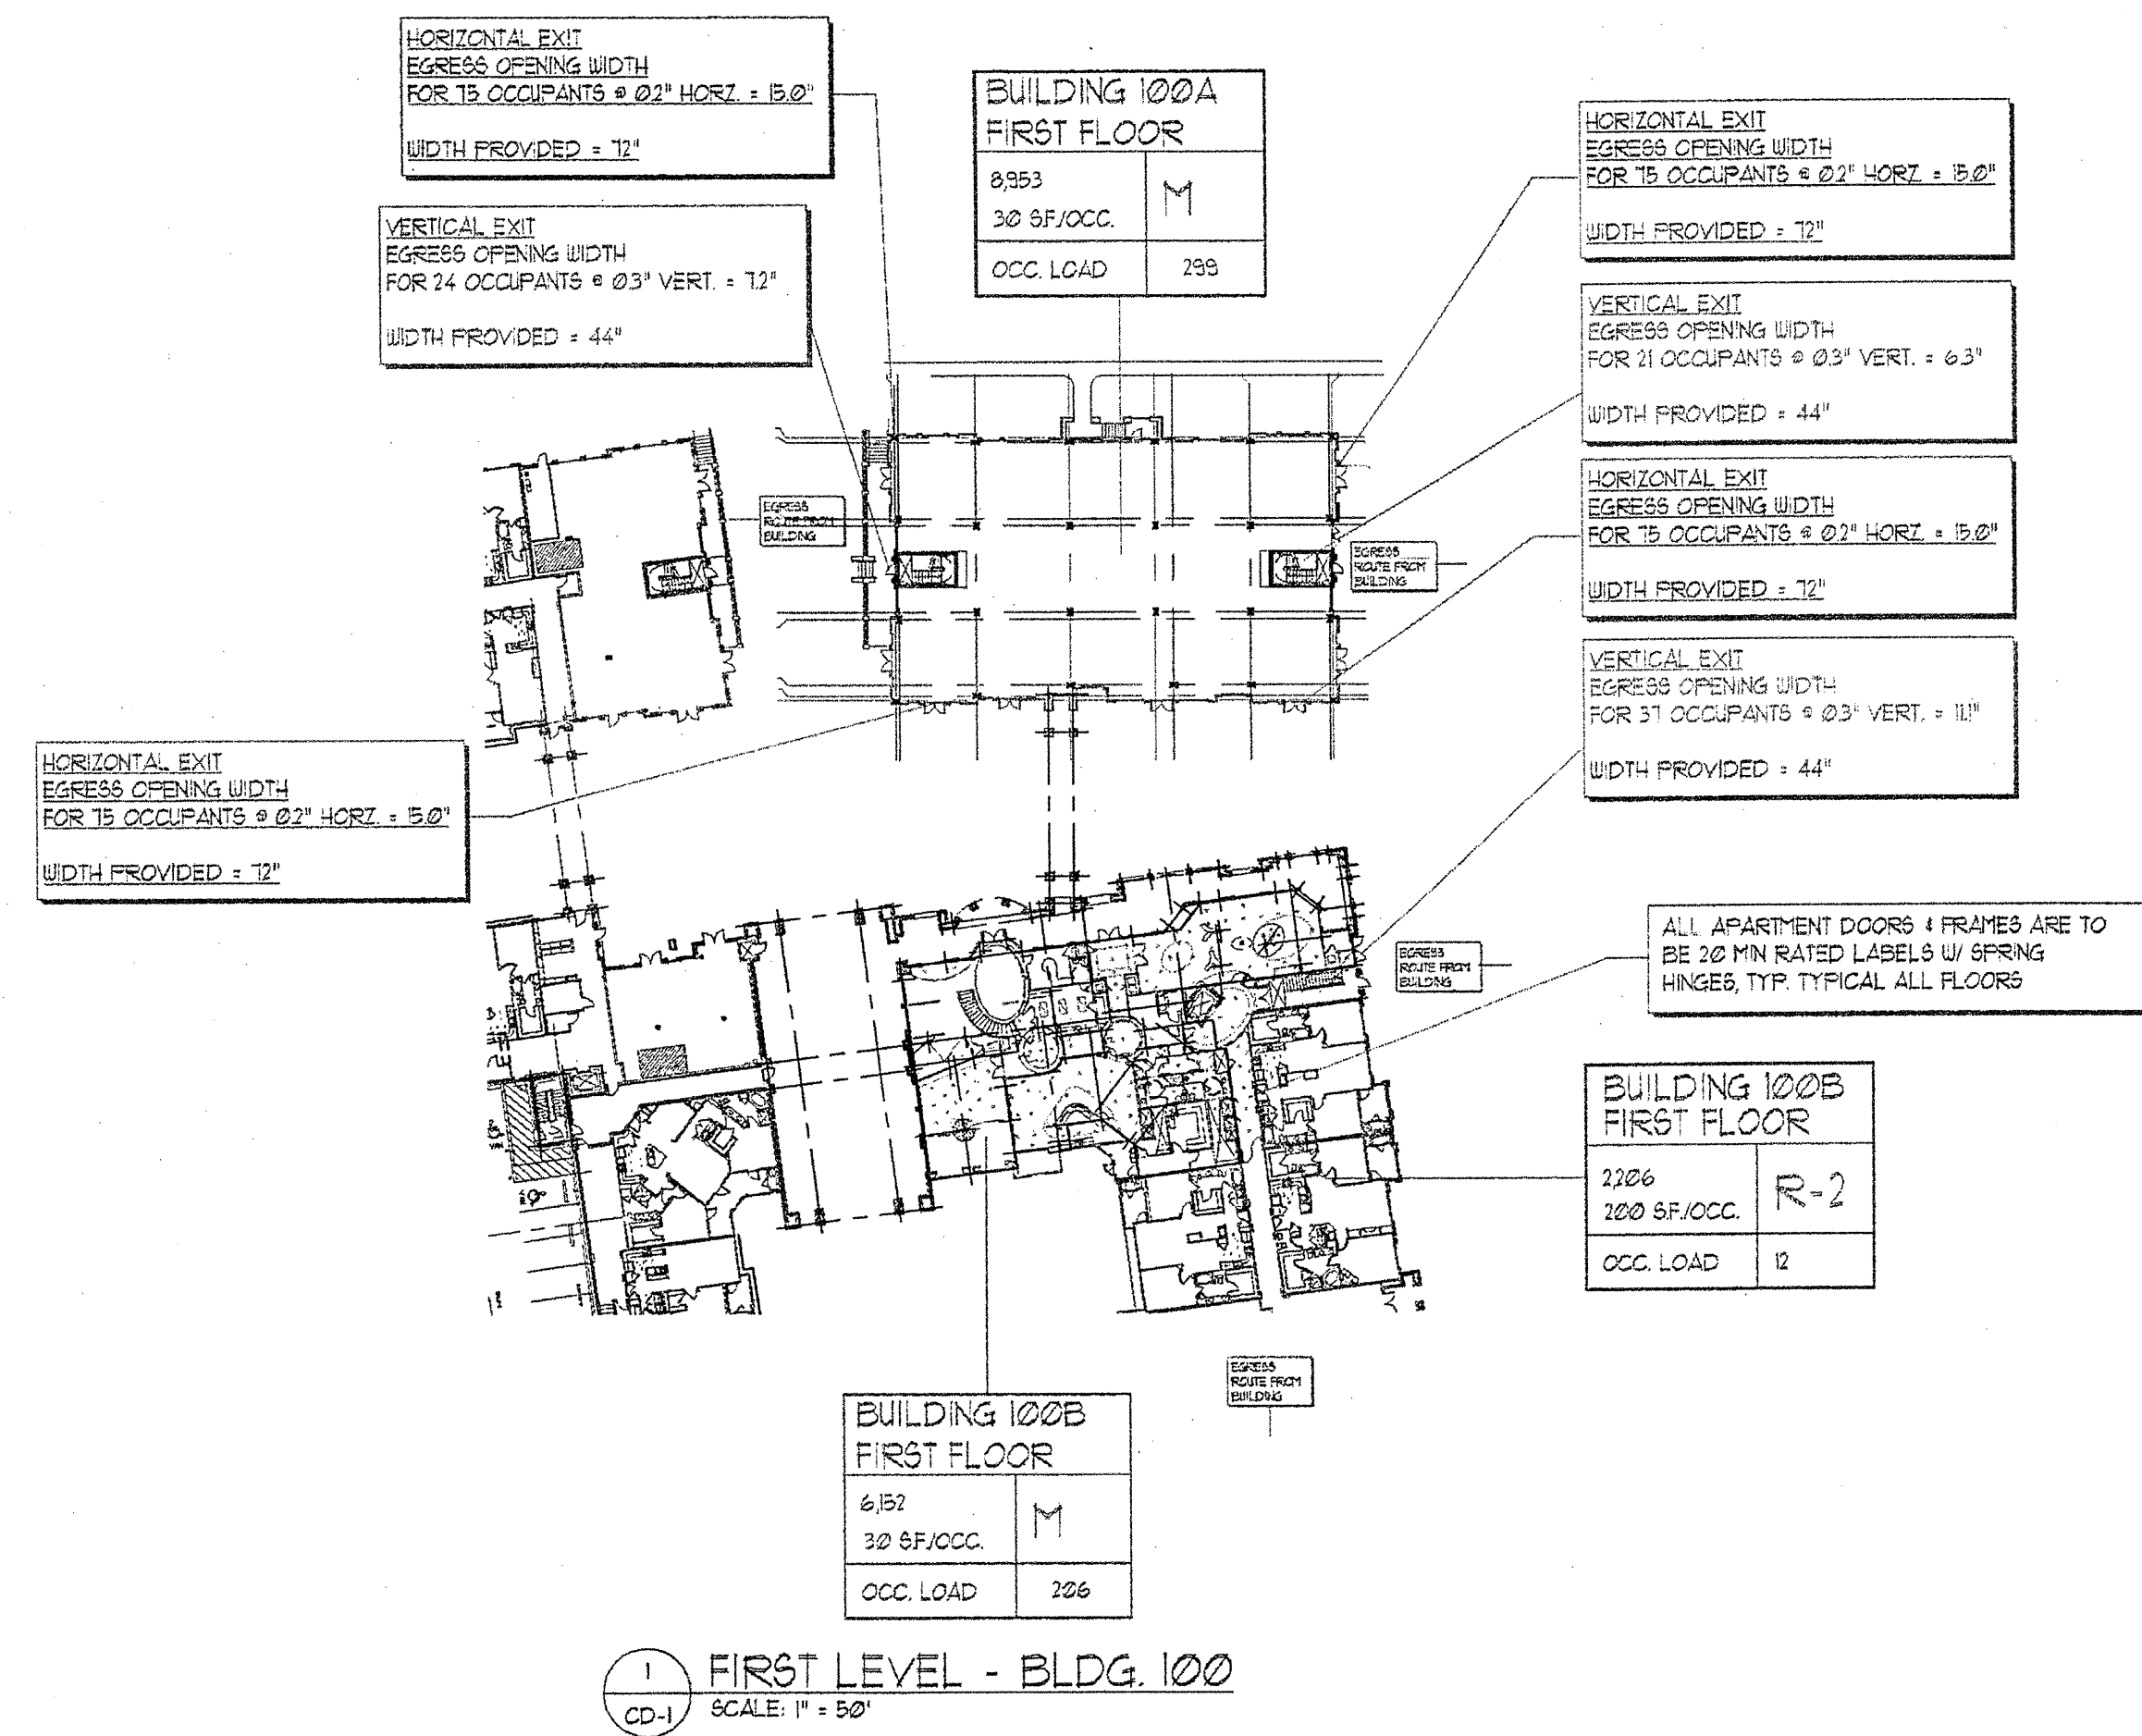 HORIZONTAL EXIT
EGRESS OPENING WIDTH
FOR 75 OCCUPANTS @ 0.2" HORZ. = 15.0"
WIDTH PROVIDED = 72"
VERTICAL EXIT
EGRESS OPENING WIDTH
FOR 24 OCCUPANTS @ 0.3" VERT. = 7.2"
WIDTH PROVIDED = 44"
BUILDING 100A
FIRST FLOOR
8,953
30 SF./OCC.
M
OCC. LOAD
299
HORIZONTAL EXIT
EGRESS OPENING WIDTH
FOR 75 OCCUPANTS @ 0.2" HORZ. = 15.0"
WIDTH PROVIDED = 72"
VERTICAL EXIT
EGRESS OPENING WIDTH
FOR 21 OCCUPANTS @ 0.3" VERT. = 6.3"
WIDTH PROVIDED = 44"
HORIZONTAL EXIT
EGRESS OPENING WIDTH
FOR 75 OCCUPANTS @ 0.2" HORZ. = 15.0"
WIDTH PROVIDED = 72"
VERTICAL EXIT
EGRESS OPENING WIDTH
FOR 37 OCCUPANTS @ 0.3" VERT. = 11.1"
WIDTH PROVIDED = 44"
EGRESS
ROUTE FROM
BUILDING
EGRESS
ROUTE FROM
BUILDING
HORIZONTAL EXIT
EGRESS OPENING WIDTH
FOR 75 OCCUPANTS @ 0.2" HORZ. = 15.0"
WIDTH PROVIDED = 72"
EGRESS
ROUTE FROM
BUILDING
ALL APARTMENT DOORS & FRAMES ARE TO
BE 20 MIN RATED LABELS W/ SPRING
HINGES, TYP. TYPICAL ALL FLOORS
BUILDING 100B
FIRST FLOOR
2,206
200 SF./OCC.
R-2
OCC. LOAD
12
EGRESS
ROUTE FROM
BUILDING
BUILDING 100B
FIRST FLOOR
6,152
30 SF./OCC.
M
OCC. LOAD
206
1
CD-1
FIRST LEVEL - BLDG. 100
SCALE: 1" = 50'